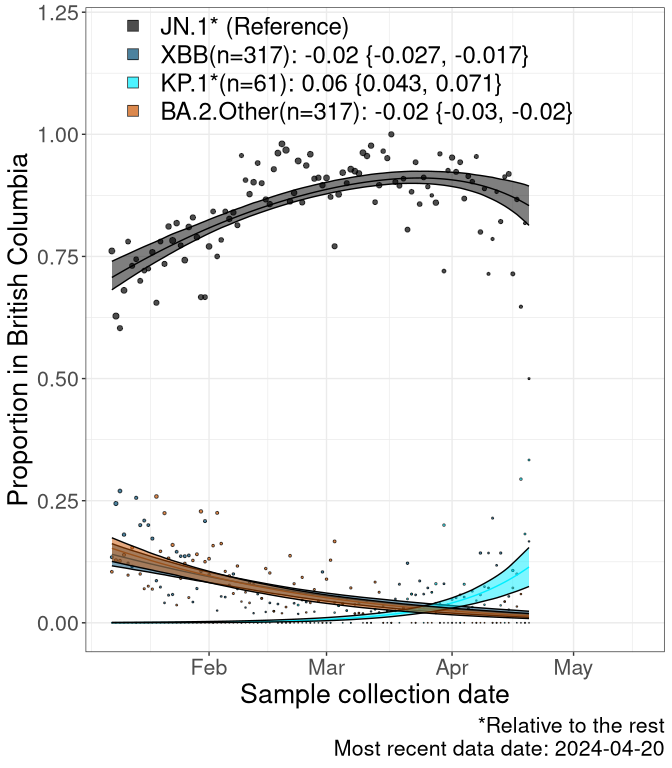 1.25
JN.1* (Reference)
XBB(n=317): -0.02 {-0.027, -0.017}
KP.1*(n=61): 0.06 {0.043, 0.071}
BA.2.Other(n=317): -0.02 {-0.03, -0.02}
1.00
0.75
0.50
0.25
0.00
Proportion in British Columbia
Feb Mar Apr May
Sample collection date
*Relative to the rest
Most recent data date: 2024-04-20